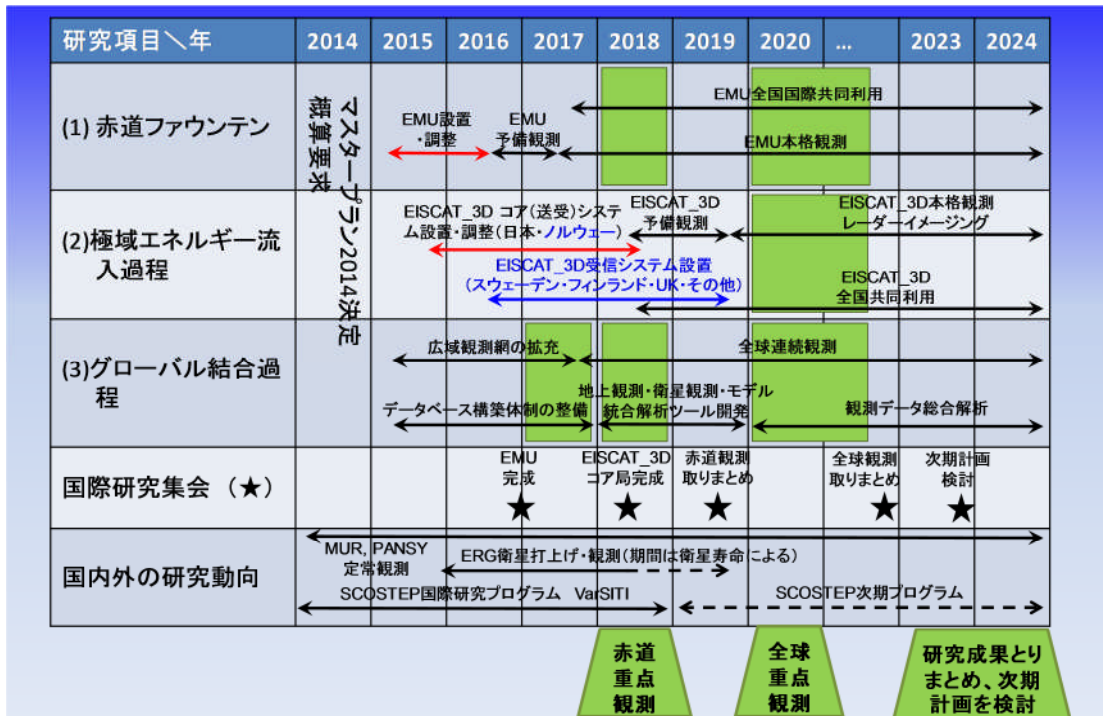 研究項目＼年 2014 2015 2016 2017 2018 2019 2020 … 2023 2024
マスタープラン2014決定
概算要求
(1) 赤道ファウンテン
EMU全国国際共同利用
EMU設置
・調整
EMU
予備観測
EMU本格観測
(2)極域エネルギー流
入過程
EISCAT_3D コア(送受)システ
ム設置・調整(日本・ノルウェー)
EISCAT_3D
予備観測
EISCAT_3D本格観測
レーダーイメージング
EISCAT_3D受信システム設置
(スウェーデン・フィンランド・UK・その他)
EISCAT_3D
全国共同利用
(3)グローバル結合過
程
広域観測網の拡充
全球連続観測
データベース構築体制の整備
地上観測・衛星観測・モデル
統合解析ツール開発
観測データ総合解析
国際研究集会 （★）
EMU
完成
★
EISCAT_3D
コア局完成
★
赤道観測
取りまとめ
★
全球観測
取りまとめ
★
次期計画
検討
★
国内外の研究動向
MUR, PANSY
定常観測
ERG衛星打上げ・観測(期間は衛星寿命による)
SCOSTEP国際研究プログラム VarSITI
SCOSTEP次期プログラム
赤道
重点
観測
全球
重点
観測
研究成果とり
まとめ、次期
計画を検討